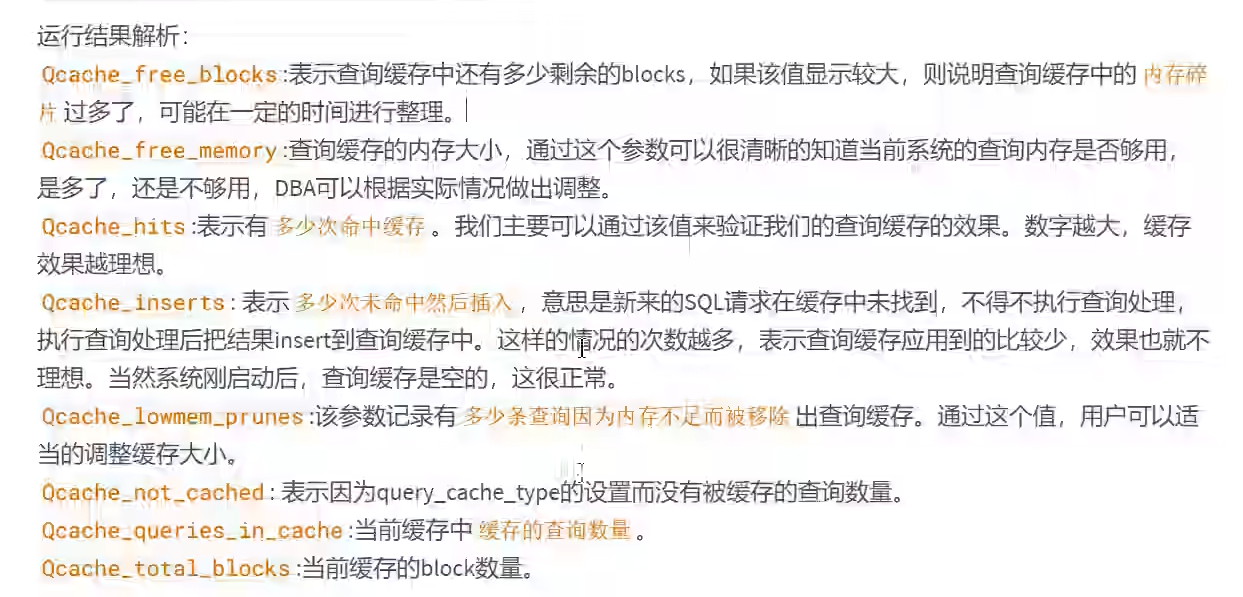 运行结果解析：
Qcache_free_blocks :表示查询缓存中还有多少剩余的blocks，如果该值显示较大，则说明查询缓存中的 内存碎
片 过多了，可能在一定的时间进行整理。
Qcache_free_memory :查询缓存的内存大小，通过这个参数可以很清晰的知道当前系统的查询内存是否够用，
是多了，还是不够用，DBA可以根据实际情况做出调整。
Qcache_hits :表示有 多少次命中缓存 。我们主要可以通过该值来验证我们的查询缓存的效果。数字越大，缓存
效果越理想。
Qcache_inserts : 表示 多少次未命中然后插入 ，意思是新来的SQL请求在缓存中未找到，不得不执行查询处理，
执行查询处理后把结果insert到查询缓存中。这样的情况的次数越多，表示查询缓存应用到的比较少，效果也就不
理想。当然系统刚启动后，查询缓存是空的，这很正常。
Qcache_lowmem_prunes :该参数记录有 多少条查询因为内存不足而被移除 出查询缓存。通过这个值，用户可以适
当的调整缓存大小。
Qcache_not_cached : 表示因为query_cache_type的设置而没有被缓存的查询数量。
Qcache_queries_in_cache :当前缓存中 缓存的查询数量 。
Qcache_total_blocks :当前缓存的block数量。